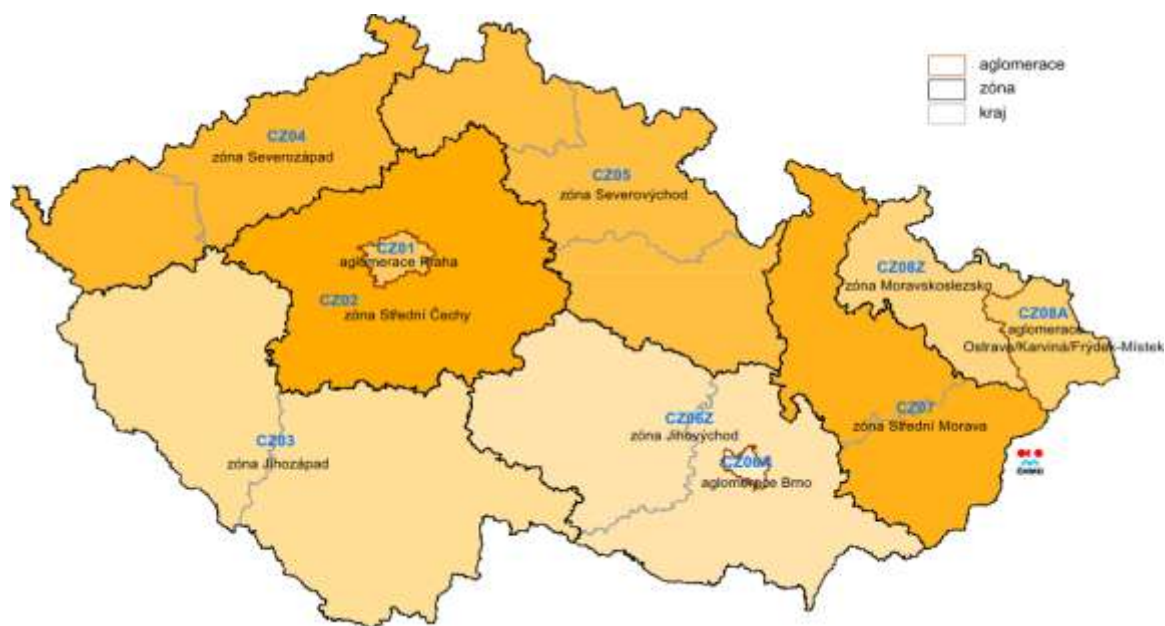 aglomerace
zóna
kraj
CZ04
zóna Severozápad
CZ05
zóna Severovýchod
CZ01
aglomerace Praha
CZ02
zóna Střední Čechy
CZ08Z
zóna Moravskoslezsko
CZ08A
aglomerace
Ostrava/Karviná/Frýdek-Místek
CZ07
zóna Střední Morava
CZ06Z
zóna Jihovýchod
CZ03
zóna Jihozápad
CZ06A
aglomerace Brno